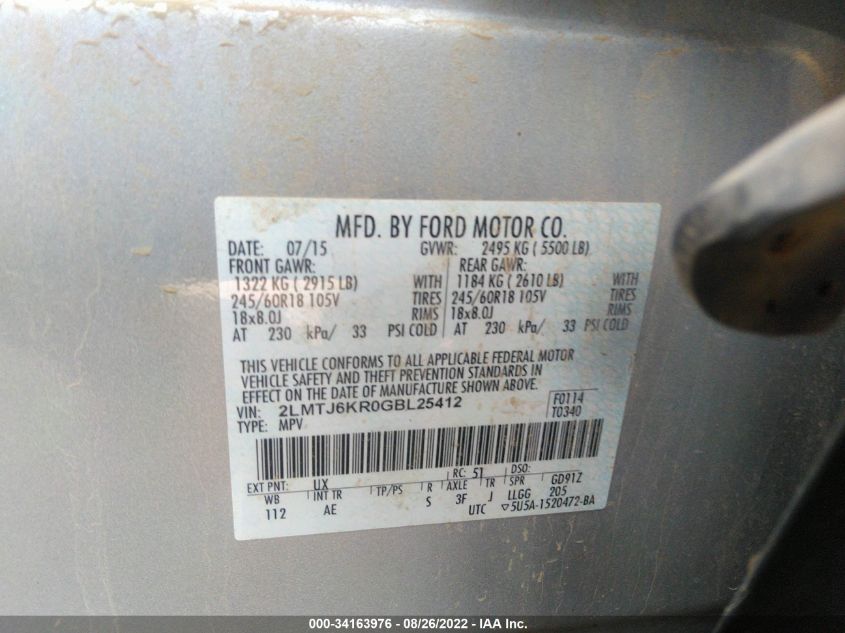 MFD. BY FORD MOTOR CO.
DATE: 07/15 GVWR: 2495 KG ( 5500 LB)
FRONT GAWR: REAR GAWR:
1322 KG ( 2915 LB) WITH 1184 KG ( 2610 LB) WITH
245/60R18 105V TIRES 245/60R18 105V TIRES
18x8.0J RIMS 18x8.0J RIMS
AT 230 kPa/ 33 PSI COLD AT 230 kPa/ 33 PSI COLD
THIS VEHICLE CONFORMS TO ALL APPLICABLE FEDERAL MOTOR
VEHICLE SAFETY AND THEFT PREVENTION STANDARDS IN
EFFECT ON THE DATE OF MANUFACTURE SHOWN ABOVE.
VIN: 2LMTJ6KR0GBL25412 F0114
TYPE: MPV T0340
EXT PNT: UX RC: 51 DSO:
WB INT TR TP/PS R AXLE TR SPR GD91Z
112 AE S 3F J LLGG 205
UTC ▽5U5A-1520472-BA
000-34163976 - 08/26/2022 - IAA Inc.